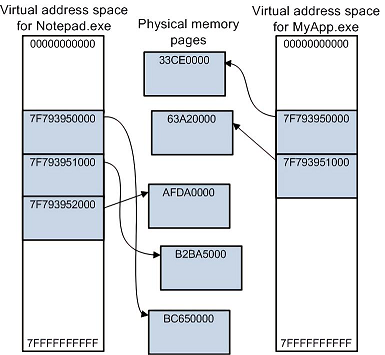 Virtual address space
for Notepad.exe
00000000000
7F793950000
7F793951000
7F793952000
7FFFFFFFFFF
Physical memory
pages
33CE0000
63A20000
AFDA0000
B2BA5000
BC650000
Virtual address space
for MyApp.exe
00000000000
7F793950000
7F793951000
7FFFFFFFFFF